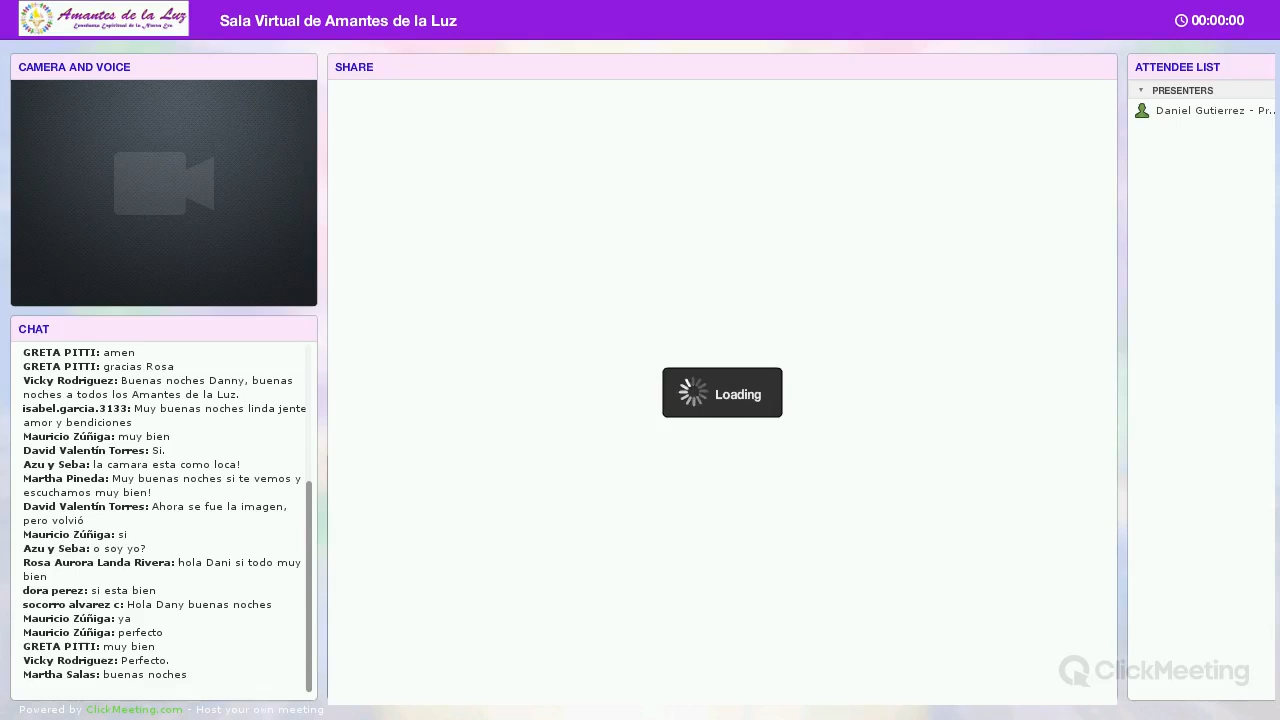 Amantes de la Luz
Enseñanza Espiritual de la Nueva Era
Sala Virtual de Amantes de la Luz
00:00:00
CAMERA AND VOICE
SHARE
ATTENDEE LIST
PRESENTERS
Daniel Gutierrez - Pr...
Loading
CHAT
GRETA PITTI: amen
GRETA PITTI: gracias Rosa
Vicky Rodriguez: Buenas noches Danny, buenas
noches a todos los Amantes de la Luz.
isabel.garcia.3133: Muy buenas noches linda jente
amor y bendiciones
Mauricio Zúñiga: muy bien
David Valentín Torres: Si.
Azu y Seba: la camara esta como loca!
Martha Pineda: Muy buenas noches si te vemos y
escuchamos muy bien!
David Valentín Torres: Ahora se fue la imagen,
pero volvió
Mauricio Zúñiga: si
Azu y Seba: o soy yo?
Rosa Aurora Landa Rivera: hola Dani si todo muy
bien
dora perez: si esta bien
socorro alvarez c: Hola Dany buenas noches
Mauricio Zúñiga: ya
Mauricio Zúñiga: perfecto
GRETA PITTI: muy bien
Vicky Rodriguez: Perfecto.
Martha Salas: buenas noches
ClickMeeting
Powered by ClickMeeting.com - Host your own meeting